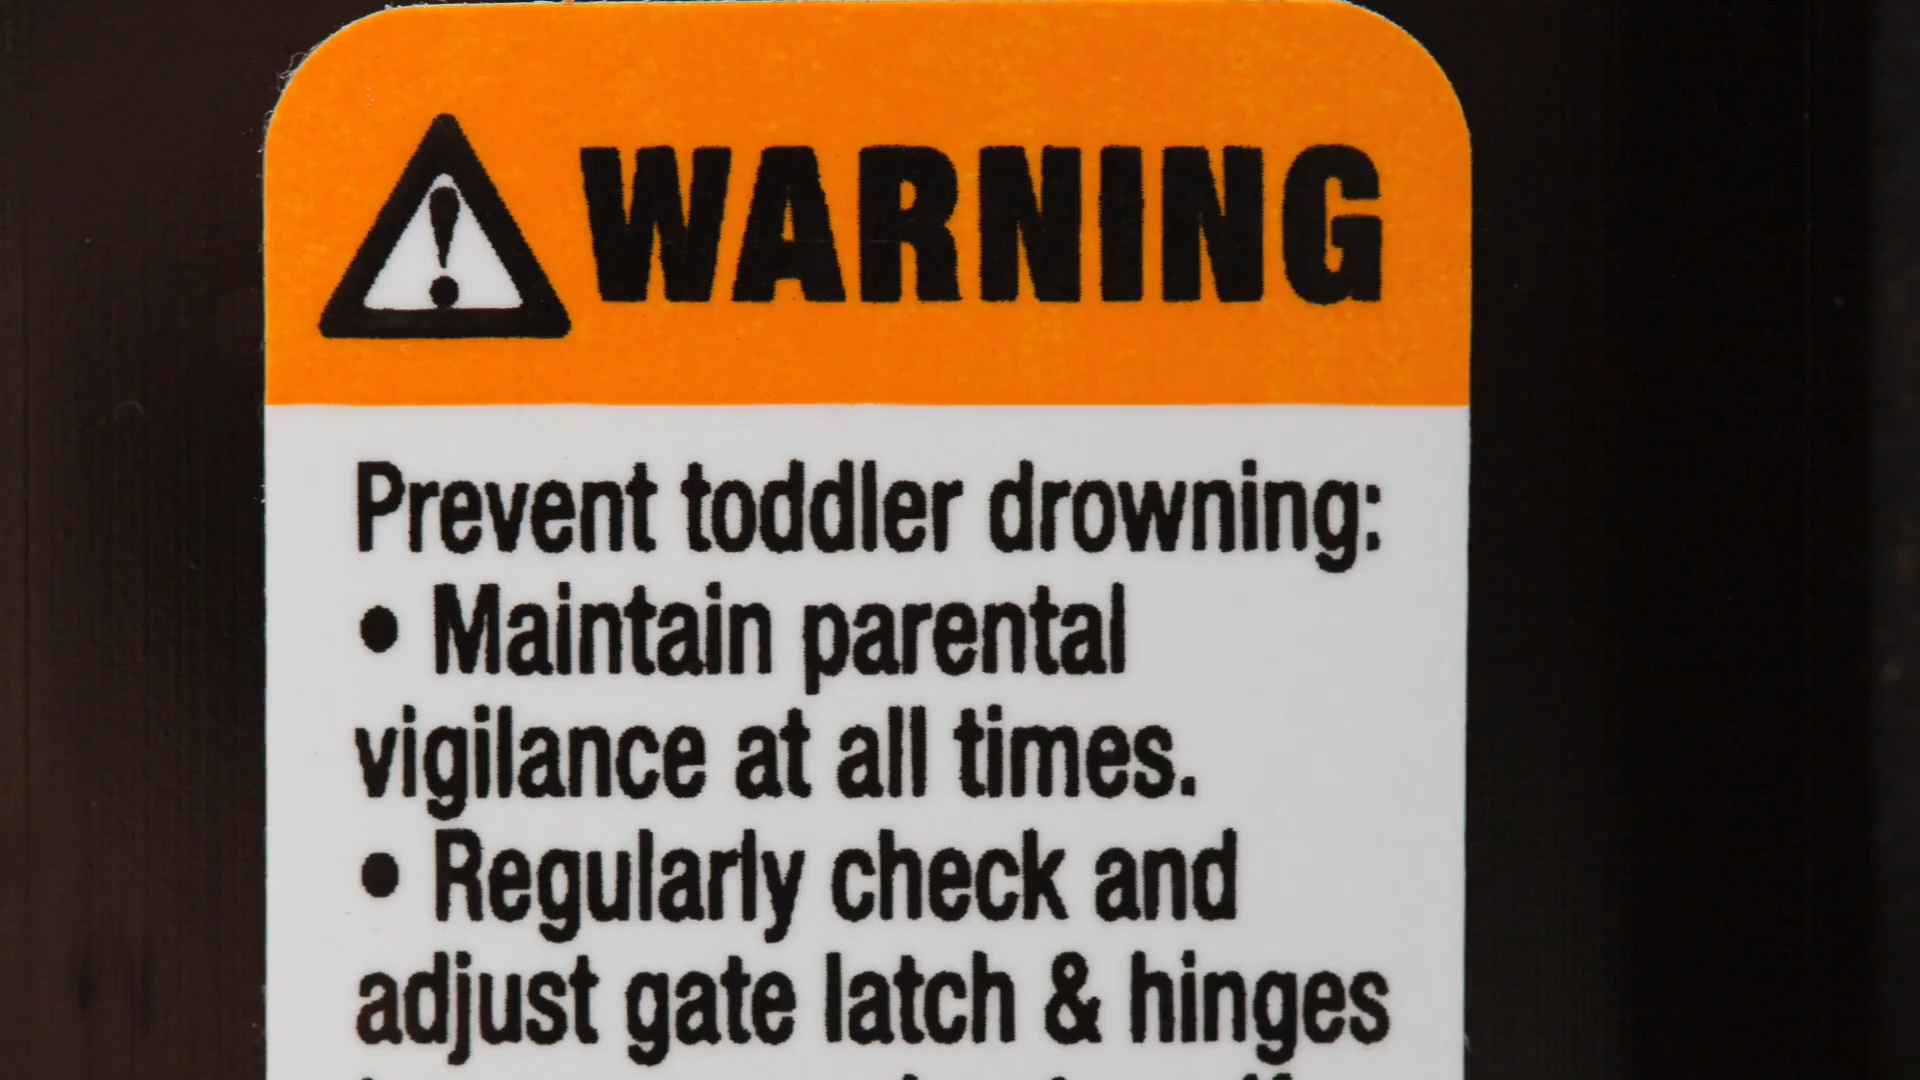 WARNING
Prevent toddler drowning:
• Maintain parental
vigilance at all times.
• Regularly check and
adjust gate latch & hinges